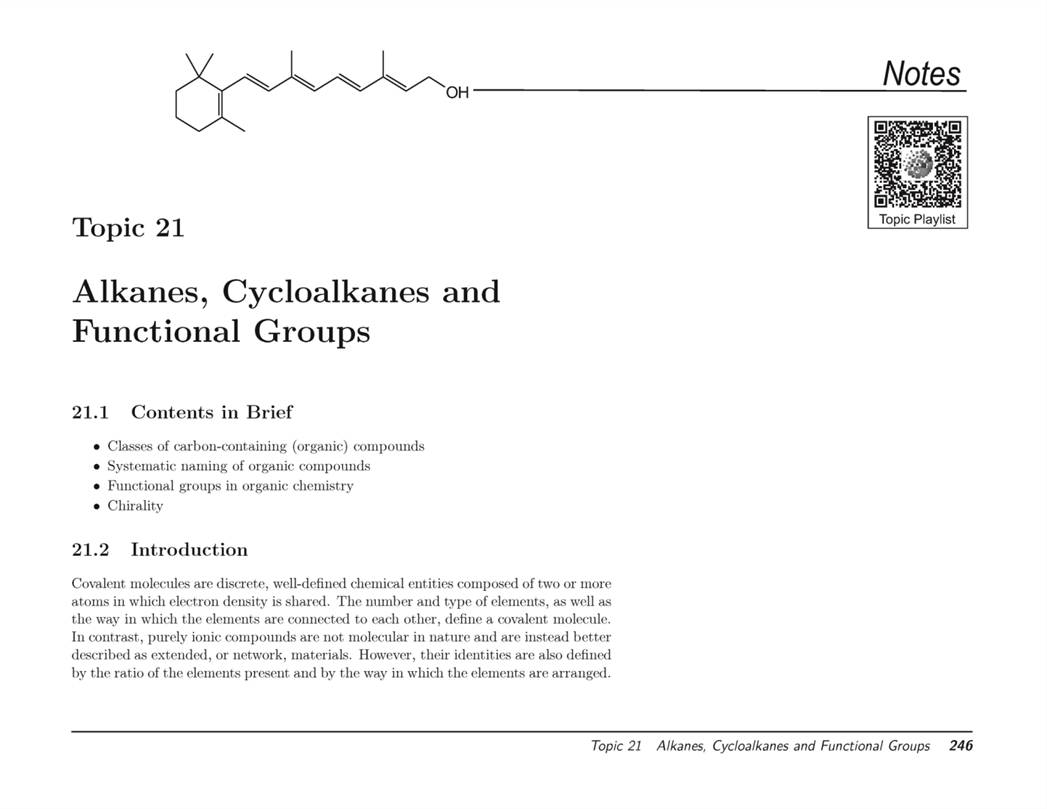 OH
Notes
Topic Playlist
Topic 21
Alkanes, Cycloalkanes and
Functional Groups
21.1 Contents in Brief
• Classes of carbon-containing (organic) compounds
• Systematic naming of organic compounds
• Functional groups in organic chemistry
• Chirality
21.2 Introduction
Covalent molecules are discrete, well-defined chemical entities composed of two or more
atoms in which electron density is shared. The number and type of elements, as well as
the way in which the elements are connected to each other, define a covalent molecule.
In contrast, purely ionic compounds are not molecular in nature and are instead better
described as extended, or network, materials. However, their identities are also defined
by the ratio of the elements present and by the way in which the elements are arranged.
Topic 21 Alkanes, Cycloalkanes and Functional Groups 246